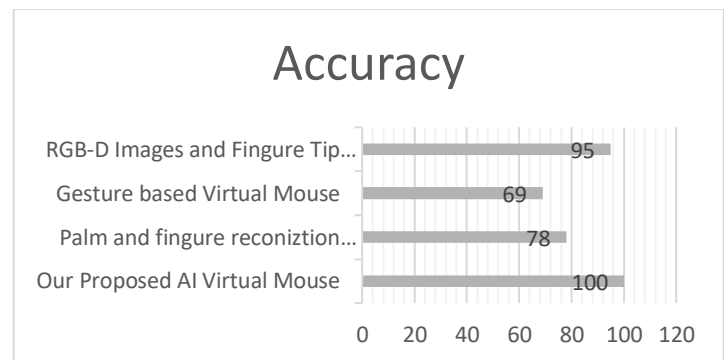 Accuracy
RGB-D Images and Fingure Tip...
95
Gesture based Virtual Mouse
69
Palm and fingure reconiztion...
78
Our Proposed AI Virtual Mouse
100
0 20 40 60 80 100 120